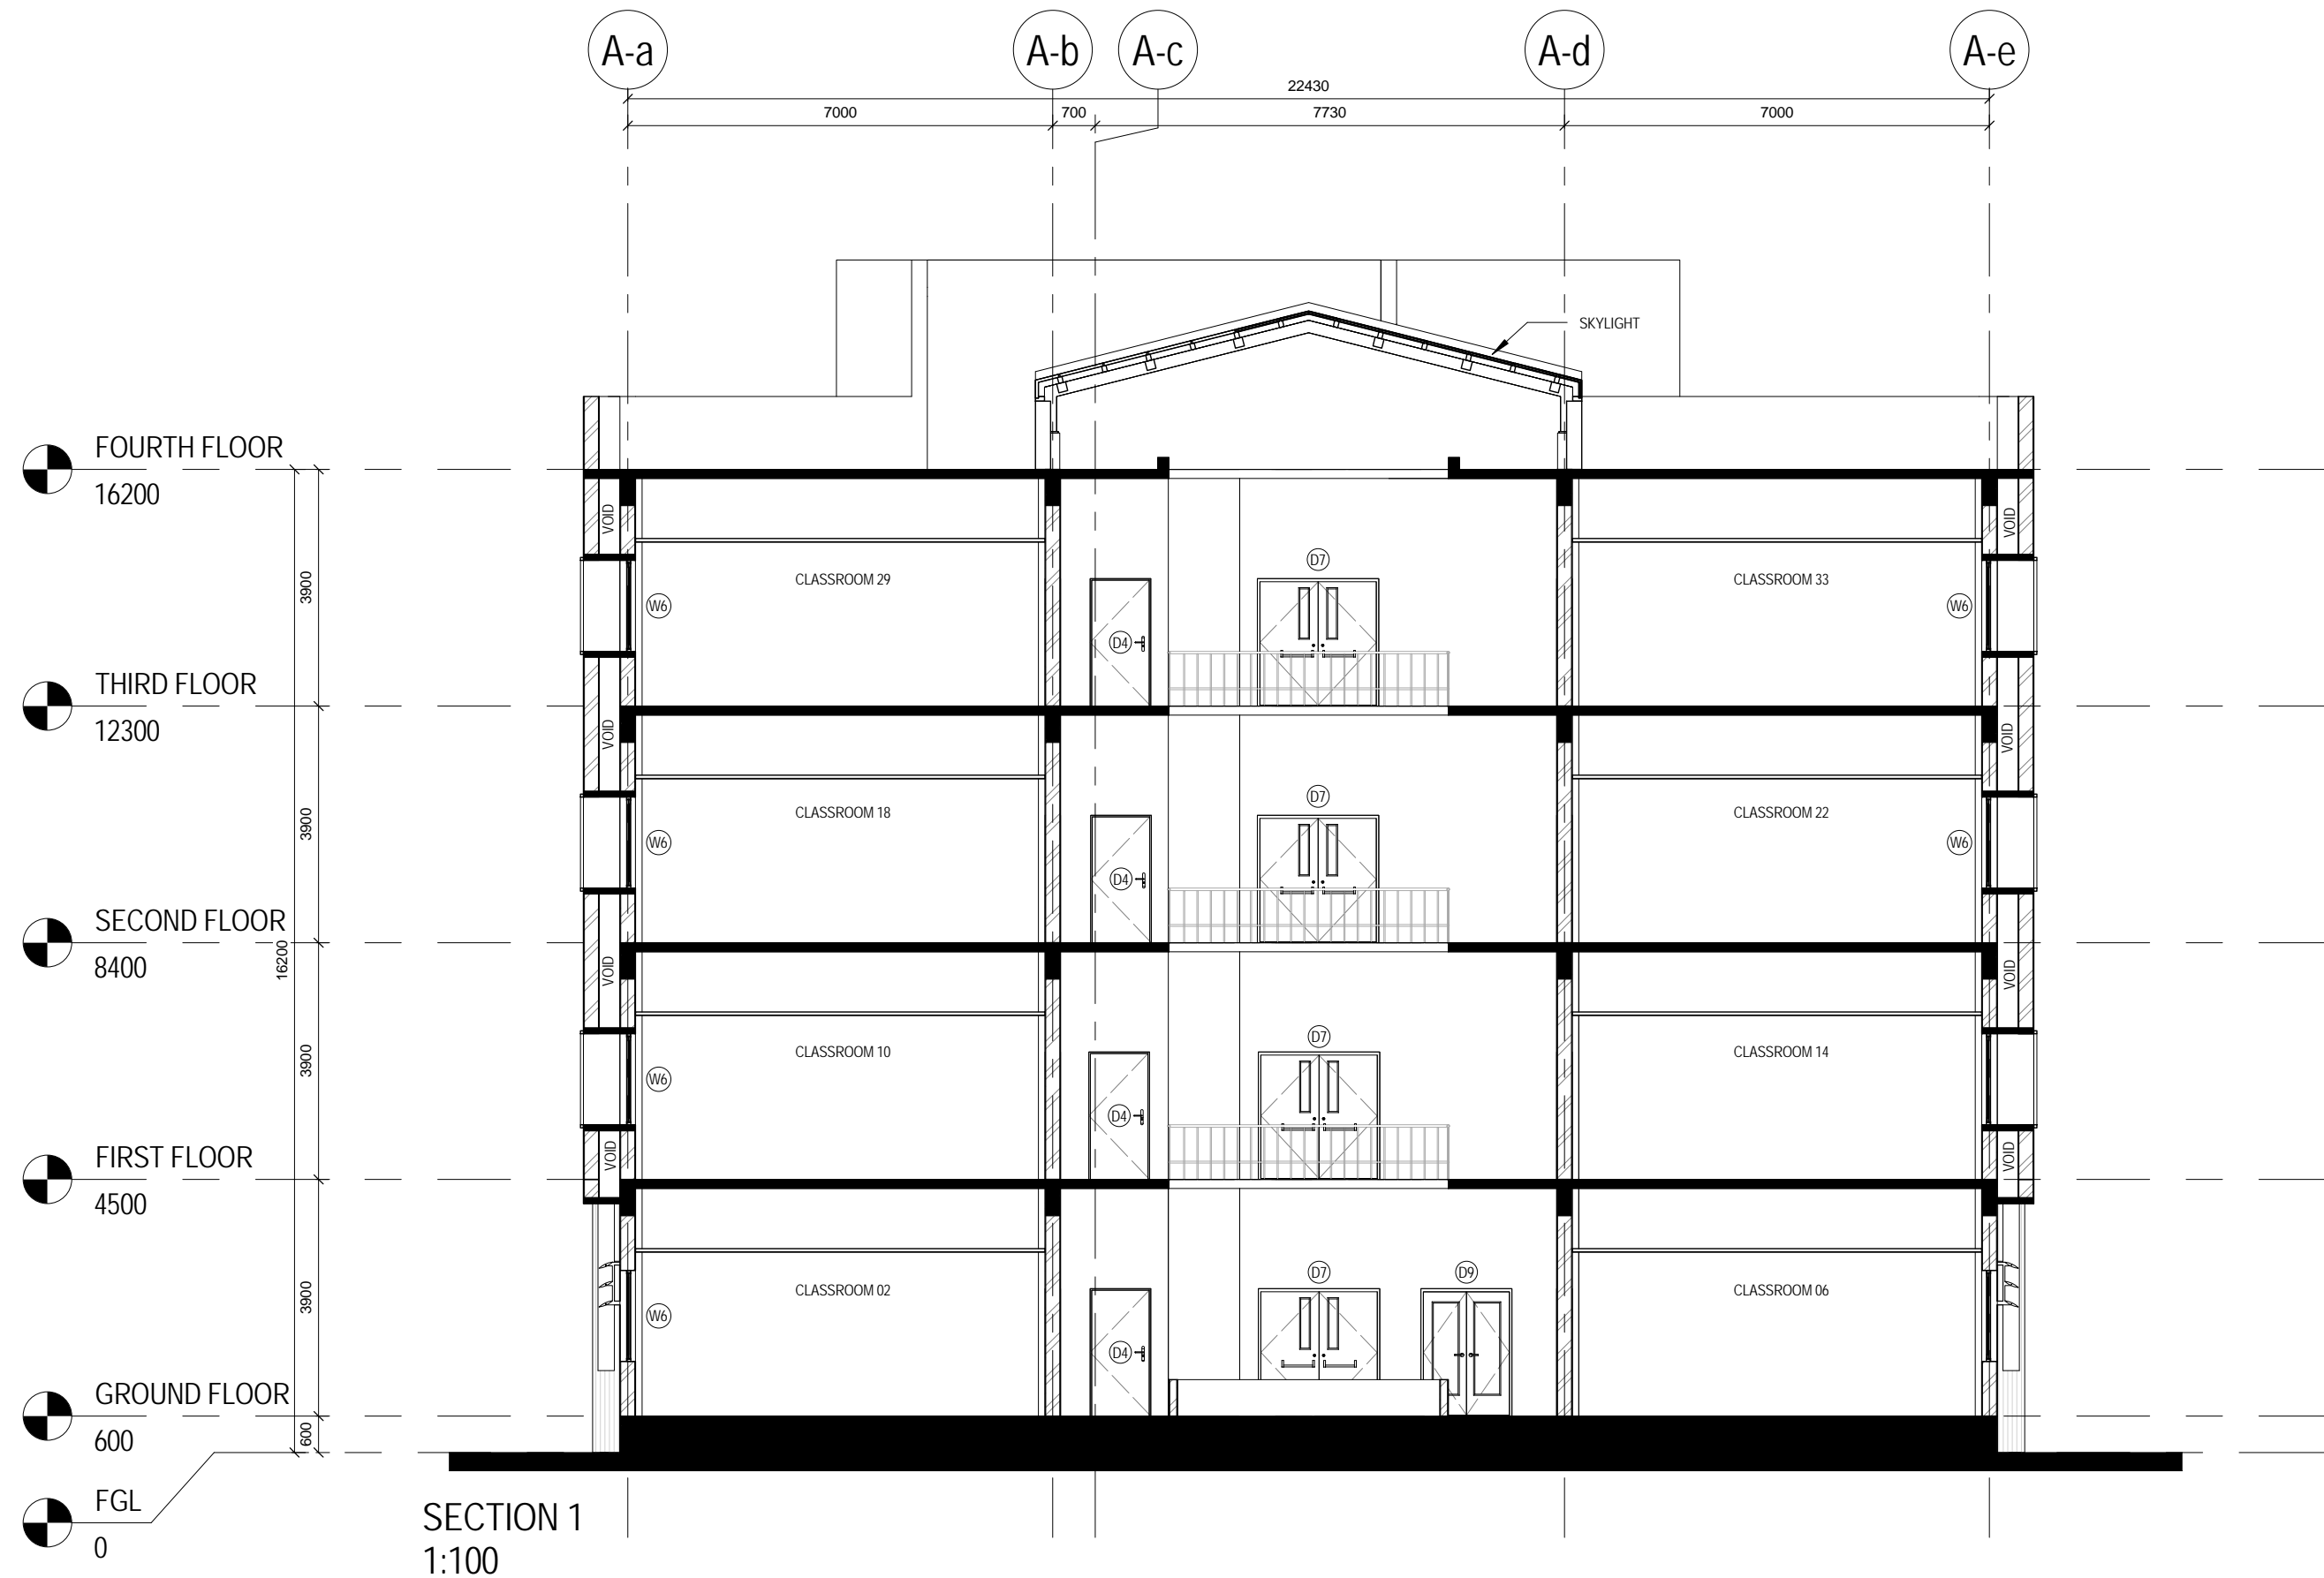 A-a
A-b
A-c
A-d
A-e
22430
7000
700
7730
7000
SKYLIGHT
FOURTH FLOOR
16200
VOID
VOID
3900
CLASSROOM 29
D7
CLASSROOM 33
W6
D4
W6
THIRD FLOOR
12300
VOID
VOID
3900
CLASSROOM 18
D7
CLASSROOM 22
W6
D4
W6
SECOND FLOOR
8400
16200
VOID
VOID
3900
CLASSROOM 10
D7
CLASSROOM 14
W6
D4
FIRST FLOOR
4500
VOID
VOID
3900
CLASSROOM 02
D7
D9
CLASSROOM 06
W6
D4
GROUND FLOOR
600
600
FGL
0
SECTION 1
1:100